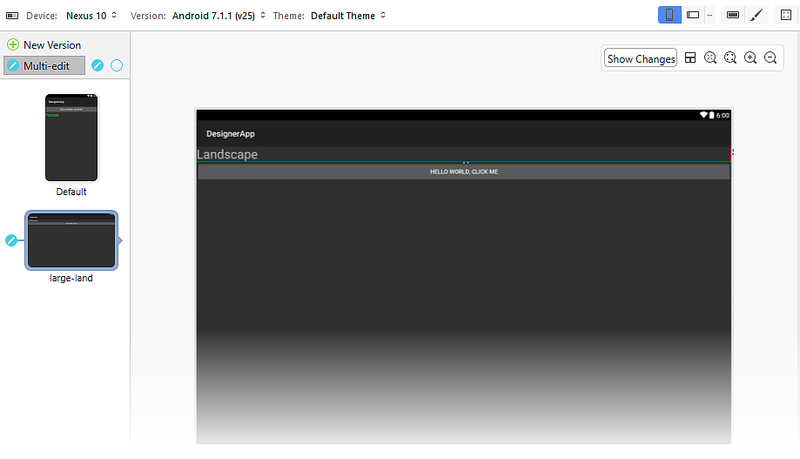 Device: Nexus 10 Version: Android 7.1.1 (v25) Theme: Default Theme
New Version
Multi-edit
Show Changes
Default
large-land
6:00
DesignerApp
Landscape
HELLO WORLD, CLICK ME